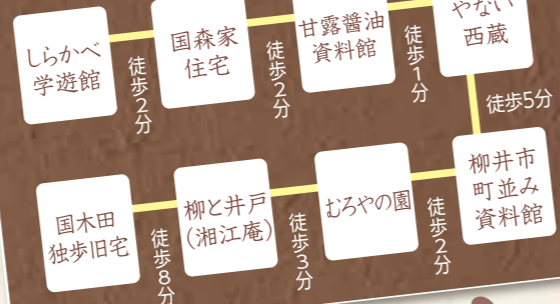 しらかべ
学遊館
徒歩2分
国森家
住宅
徒歩2分
甘露醤油
資料館
徒歩1分
やない
西蔵
徒歩5分
柳井市
町並み
資料館
徒歩2分
むろやの園
徒歩3分
柳と井戸
(湘江庵)
徒歩8分
国木田
独歩旧宅